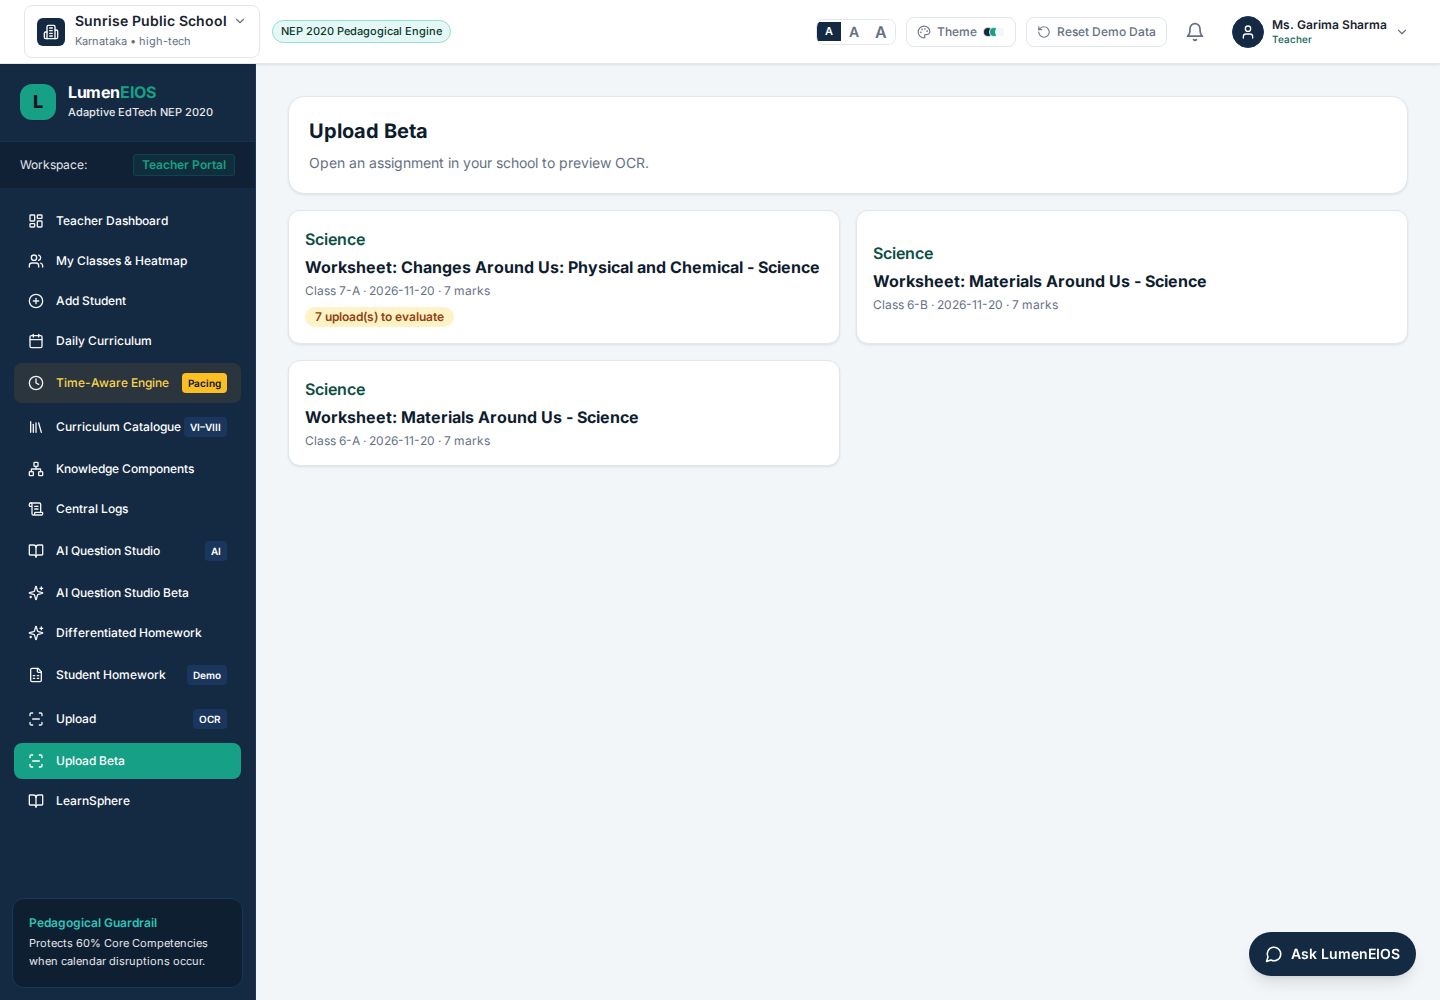 Sunrise Public School
Karnataka • high-tech
NEP 2020 Pedagogical Engine
A A A
Theme
Reset Demo Data
Ms. Garima Sharma
Teacher
L
LumenEIOS
Adaptive EdTech NEP 2020
Workspace:
Teacher Portal
Teacher Dashboard
My Classes & Heatmap
Add Student
Daily Curriculum
Time-Aware Engine
Pacing
Curriculum Catalogue
VI–VIII
Knowledge Components
Central Logs
AI Question Studio
AI
AI Question Studio Beta
Differentiated Homework
Student Homework
Demo
Upload
OCR
Upload Beta
LearnSphere
Pedagogical Guardrail
Protects 60% Core Competencies
when calendar disruptions occur.
Upload Beta
Open an assignment in your school to preview OCR.
Science
Worksheet: Changes Around Us: Physical and Chemical - Science
Class 7-A · 2026-11-20 · 7 marks
7 upload(s) to evaluate
Science
Worksheet: Materials Around Us - Science
Class 6-B · 2026-11-20 · 7 marks
Science
Worksheet: Materials Around Us - Science
Class 6-A · 2026-11-20 · 7 marks
Ask LumenEIOS